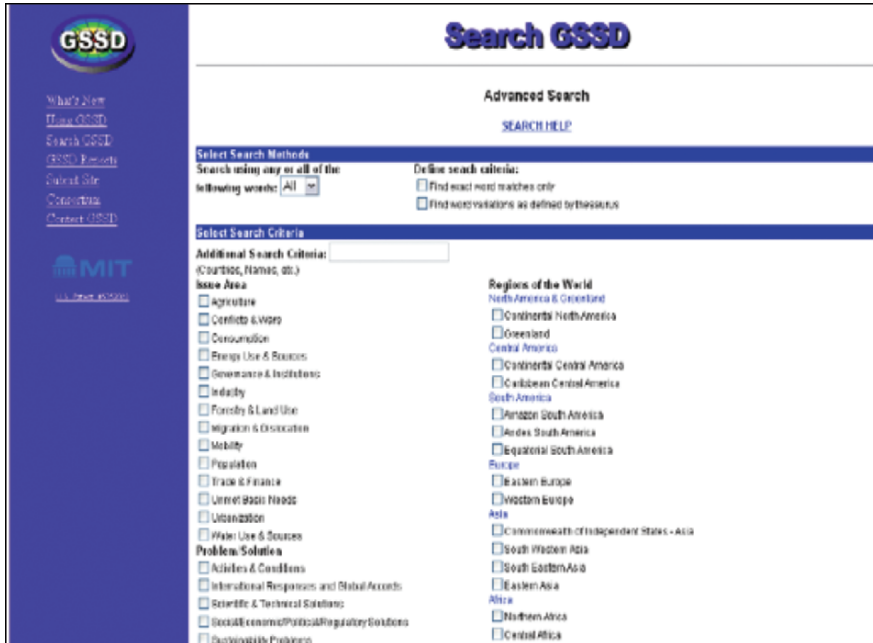 GSSD
What's New
Home GSSD
Search GSSD
GSSD Reports
Submit Site
Consortium
Contact GSSD
MIT
Search GSSD
Advanced Search
SEARCH HELP
Select Search Methods
Search using any or all of the
following words: All
Define seach criteria:
Find exact word matches only
Find word variations as defined by thesaurus
Select Search Criteria
Additional Search Criteria:
(Countries, Names, etc.)
Issue Area
Agriculture
Conflicts & Wars
Consumption
Energy Use & Sources
Governance & Institutions
Industry
Forestry & Land Use
Migration & Dislocation
Mobility
Population
Trade & Finance
Unmet Basic Needs
Urbanization
Water Use & Sources
Problem/Solution
Activities & Conditions
International Responses and Global Accords
Scientific & Technical Solutions
Social/Economic/Political/Regulatory Solutions
Sustainability Problems
Regions of the World
North America & Greenland
Continental North America
Greenland
Central America
Continental Central America
Caribbean Central America
South America
Amazon South America
Andes South America
Equatorial South America
Europe
Eastern Europe
Western Europe
Asia
Commonwealth of Independent States - Asia
South Western Asia
South Eastern Asia
Eastern Asia
Africa
Northern Africa
Central Africa